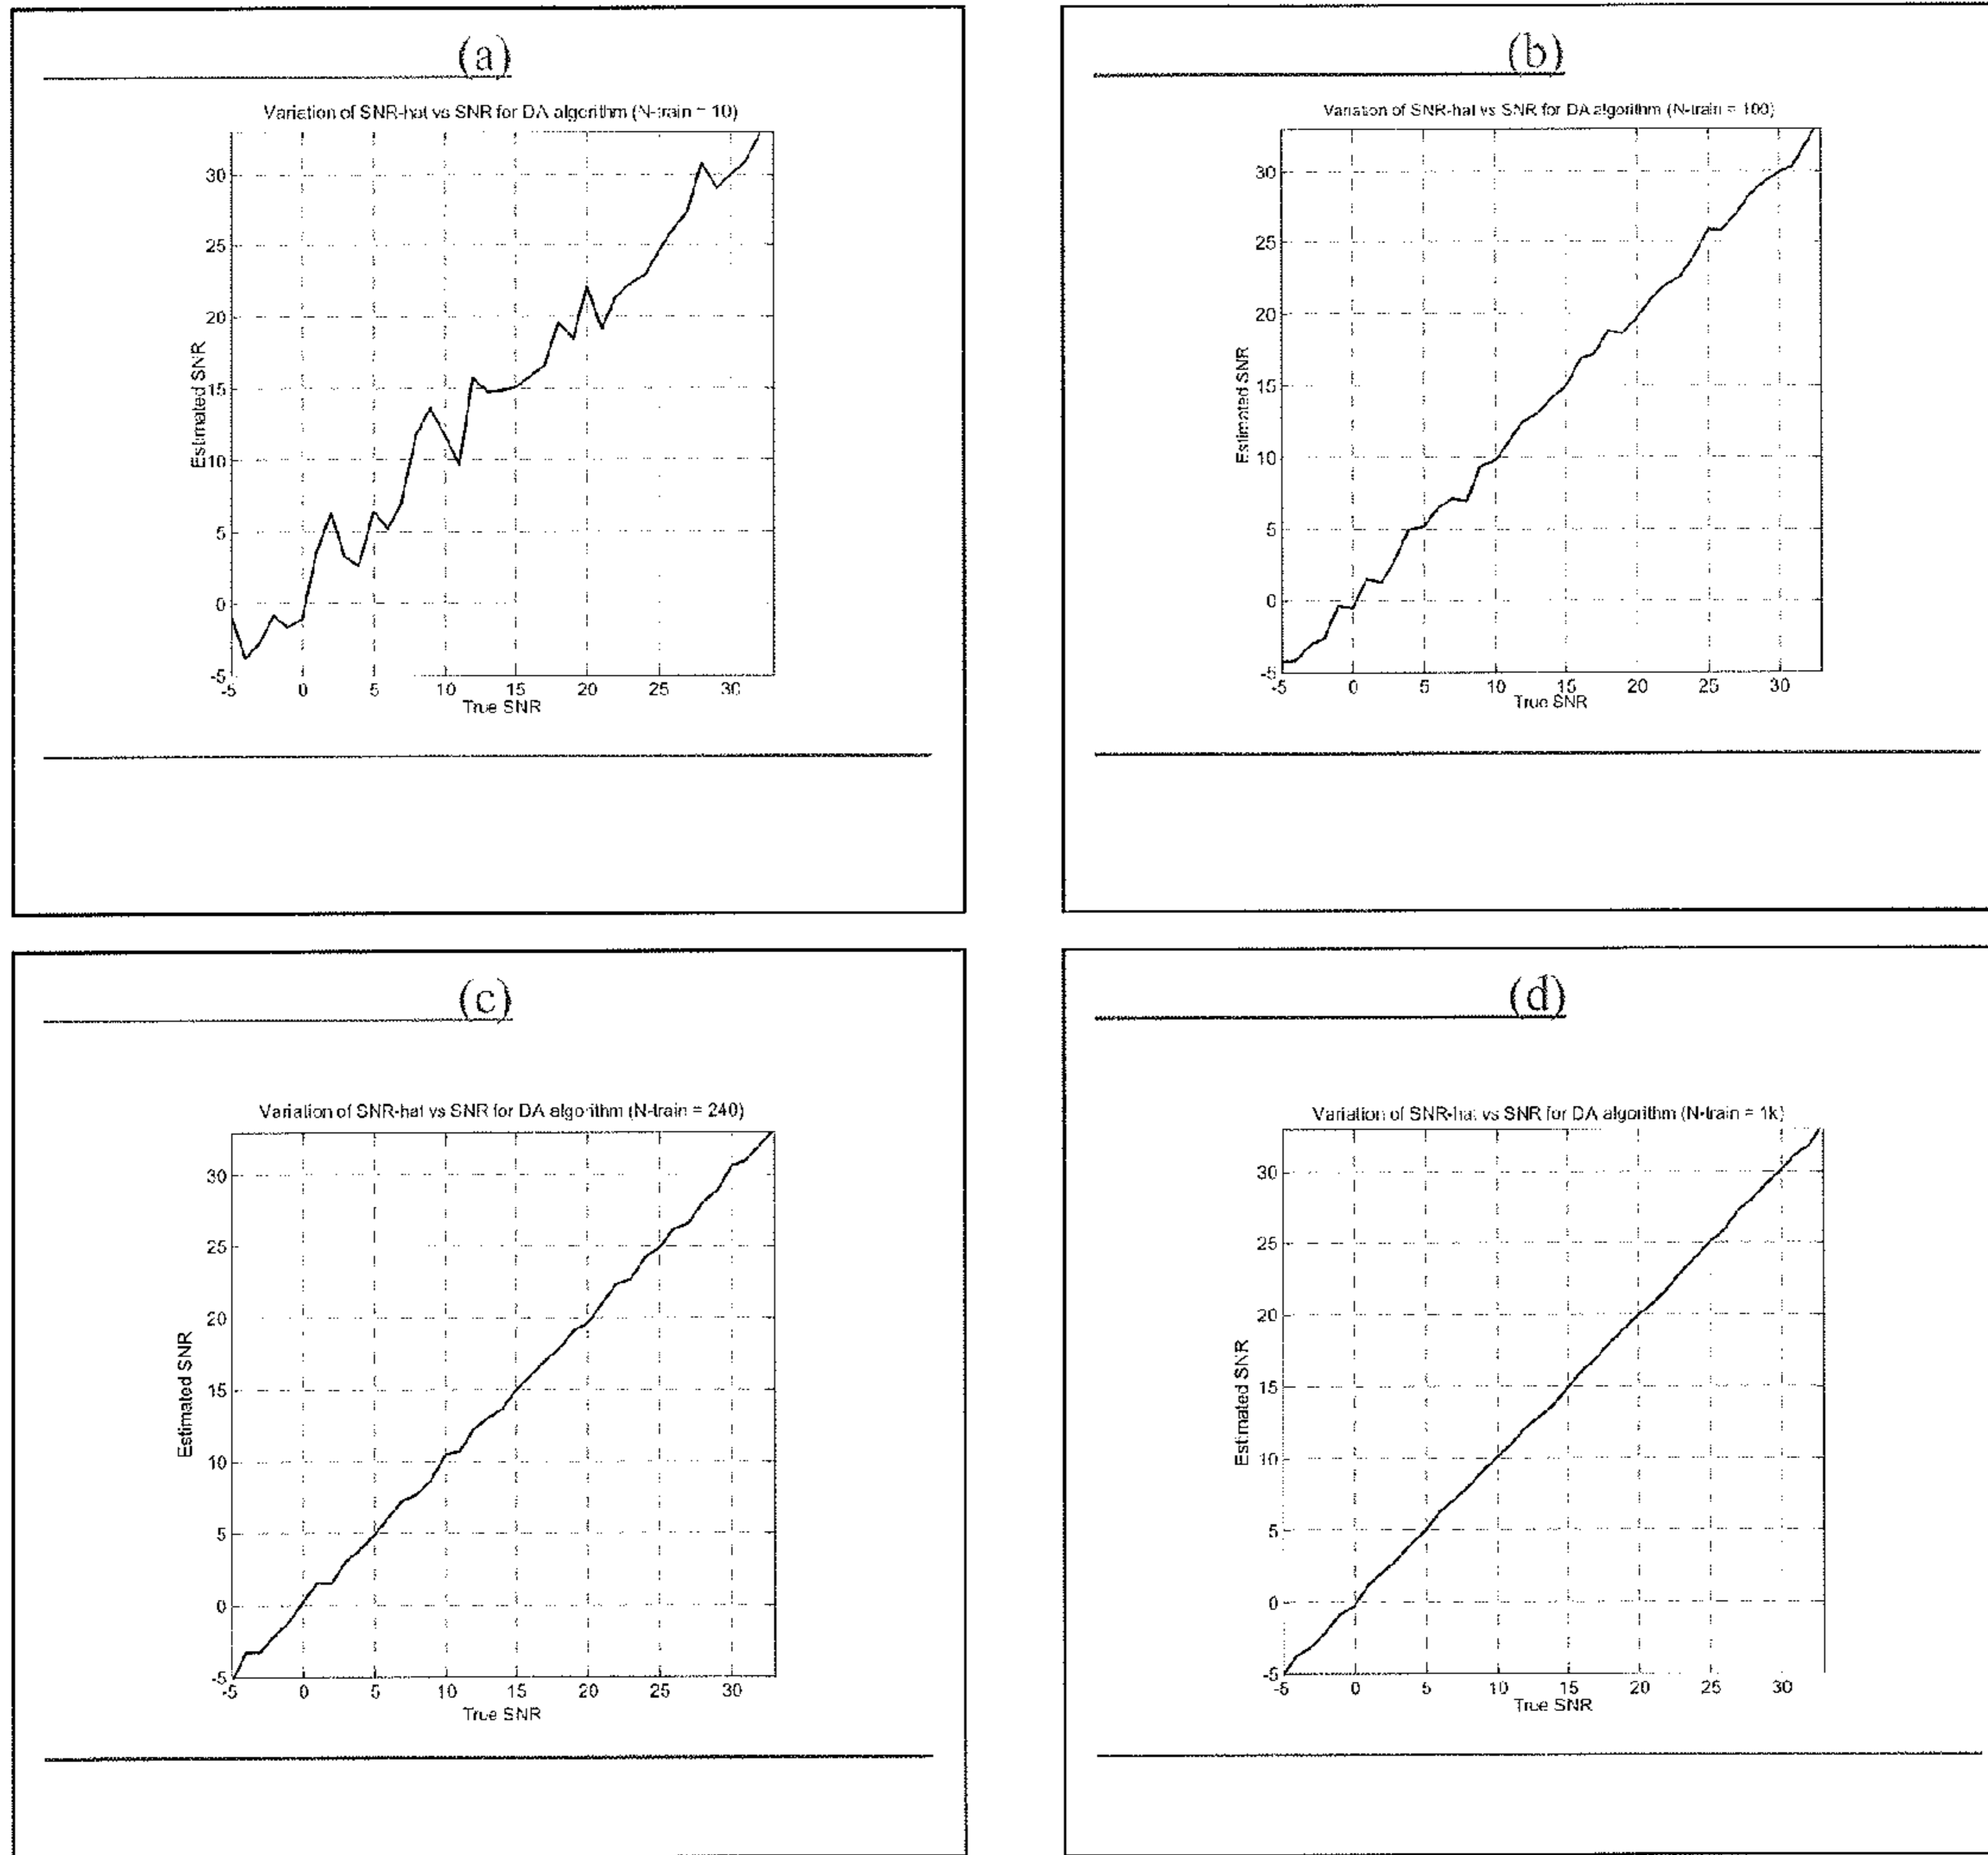 (a)
Variation of SNR-hat vs SNR for DA algorithm (N-train = 10)
30
25
20
15
10
5
0
-5
Estimated SNR
-5 0 5 10 15 20 25 30
True SNR
(b)
Variation of SNR-hat vs SNR for DA algorithm (N-train = 100)
30
25
20
15
10
5
0
-5
Estimated SNR
-5 0 5 10 15 20 25 30
True SNR
(c)
Variation of SNR-hat vs SNR for DA algorithm (N-train = 240)
30
25
20
15
10
5
0
-5
Estimated SNR
-5 0 5 10 15 20 25 30
True SNR
(d)
Variation of SNR-hat vs SNR for DA algorithm (N-train = 1k)
30
25
20
15
10
5
0
-5
Estimated SNR
-5 0 5 10 15 20 25 30
True SNR